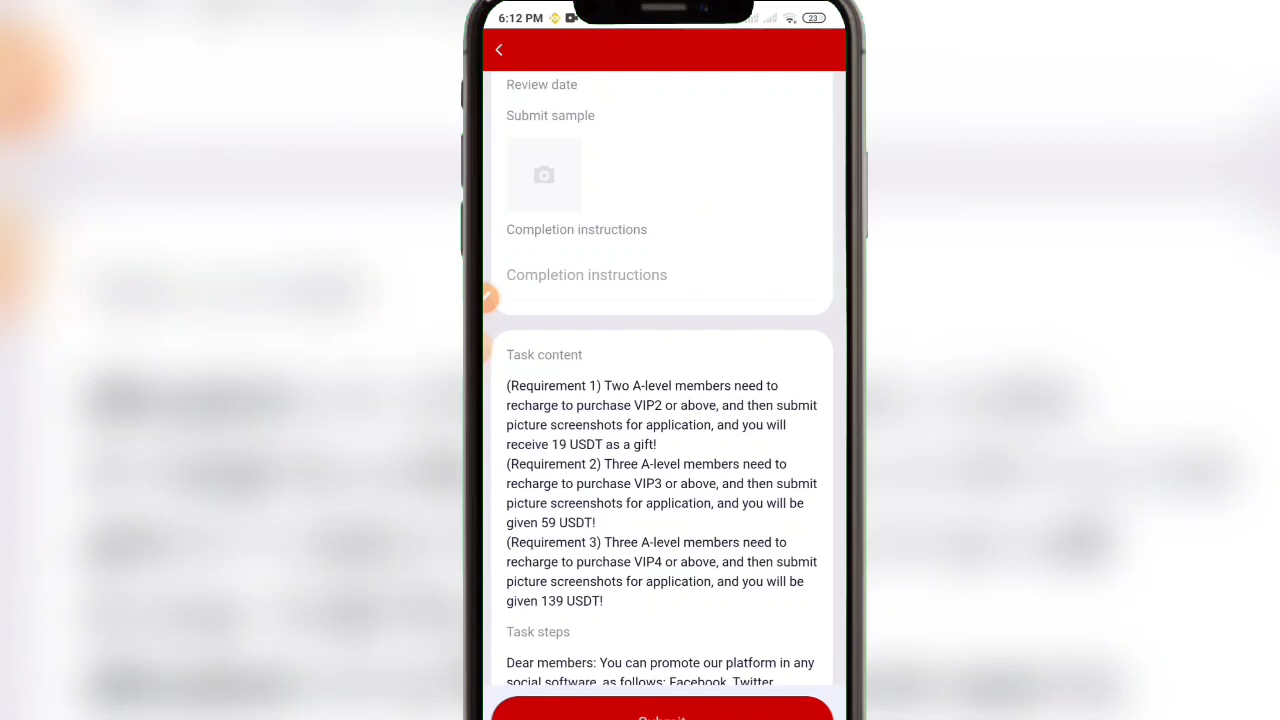 6:12 PM
23
Review date
Submit sample
Completion instructions
Completion instructions
Task content
(Requirement 1) Two A-level members need to
recharge to purchase VIP2 or above, and then submit
picture screenshots for application, and you will
receive 19 USDT as a gift!
(Requirement 2) Three A-level members need to
recharge to purchase VIP3 or above, and then submit
picture screenshots for application, and you will be
given 59 USDT!
(Requirement 3) Three A-level members need to
recharge to purchase VIP4 or above, and then submit
picture screenshots for application, and you will be
given 139 USDT!
Task steps
Dear members: You can promote our platform in any
social software, as follows: Facebook, Twitter
Submit